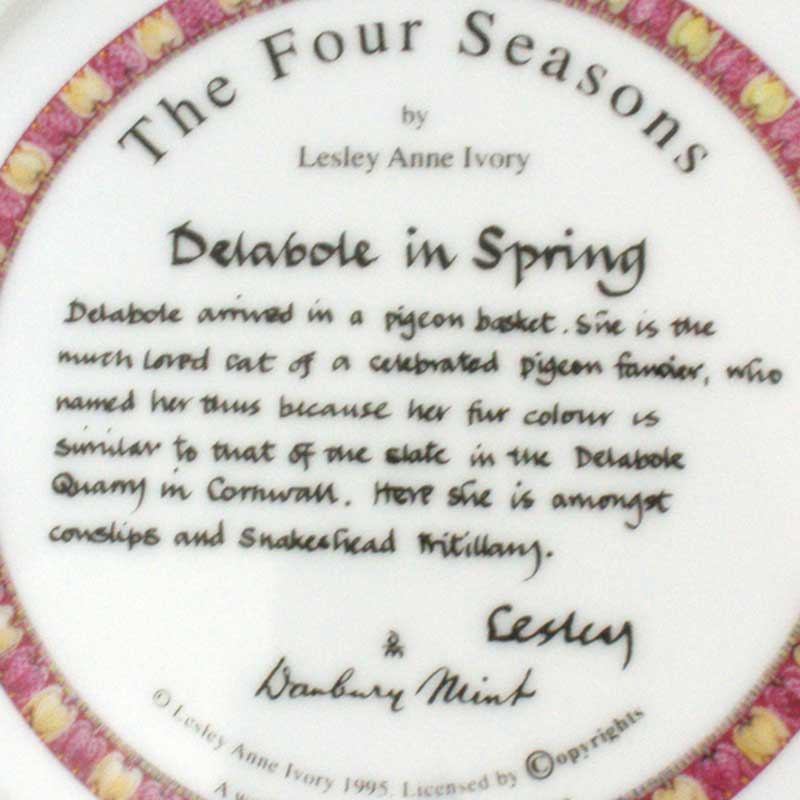 The Four Seasons
by
Lesley Anne Ivory
Delabole in Spring
Delabole arrived in a pigeon basket. She is the
much loved cat of a celebrated pigeon fancier, who
named her thus because her fur colour is
similar to that of the slate in the Delabole
Quarry in Cornwall. Here she is amongst
cowslips and Snakeshead Fritillary.
Lesley
Danbury Mint
© Lesley Anne Ivory 1995. Licensed by ©opyrights
A